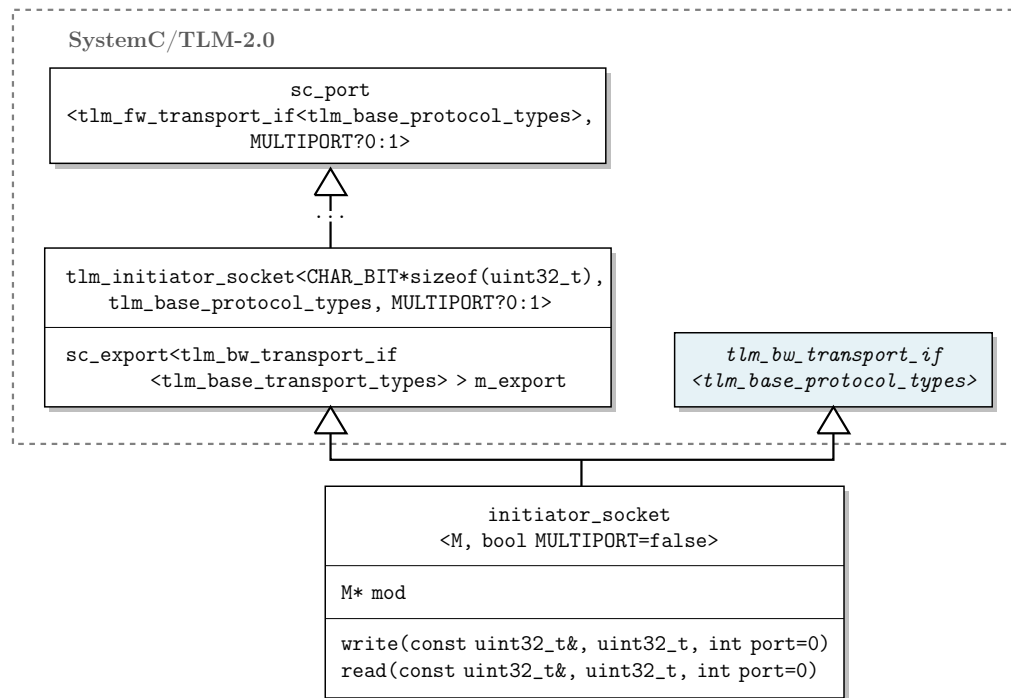 SystemC/TLM-2.0
sc_port
<tlm_fw_transport_if<tlm_base_protocol_types>,
MULTIPORT?0:1>
...
tlm_initiator_socket<CHAR_BIT*sizeof(uint32_t),
tlm_base_protocol_types, MULTIPORT?0:1>
sc_export<tlm_bw_transport_if
<tlm_base_transport_types> > m_export
tlm_bw_transport_if
<tlm_base_protocol_types>
initiator_socket
<M, bool MULTIPORT=false>
M* mod
write(const uint32_t&, uint32_t, int port=0)
read(const uint32_t&, uint32_t, int port=0)